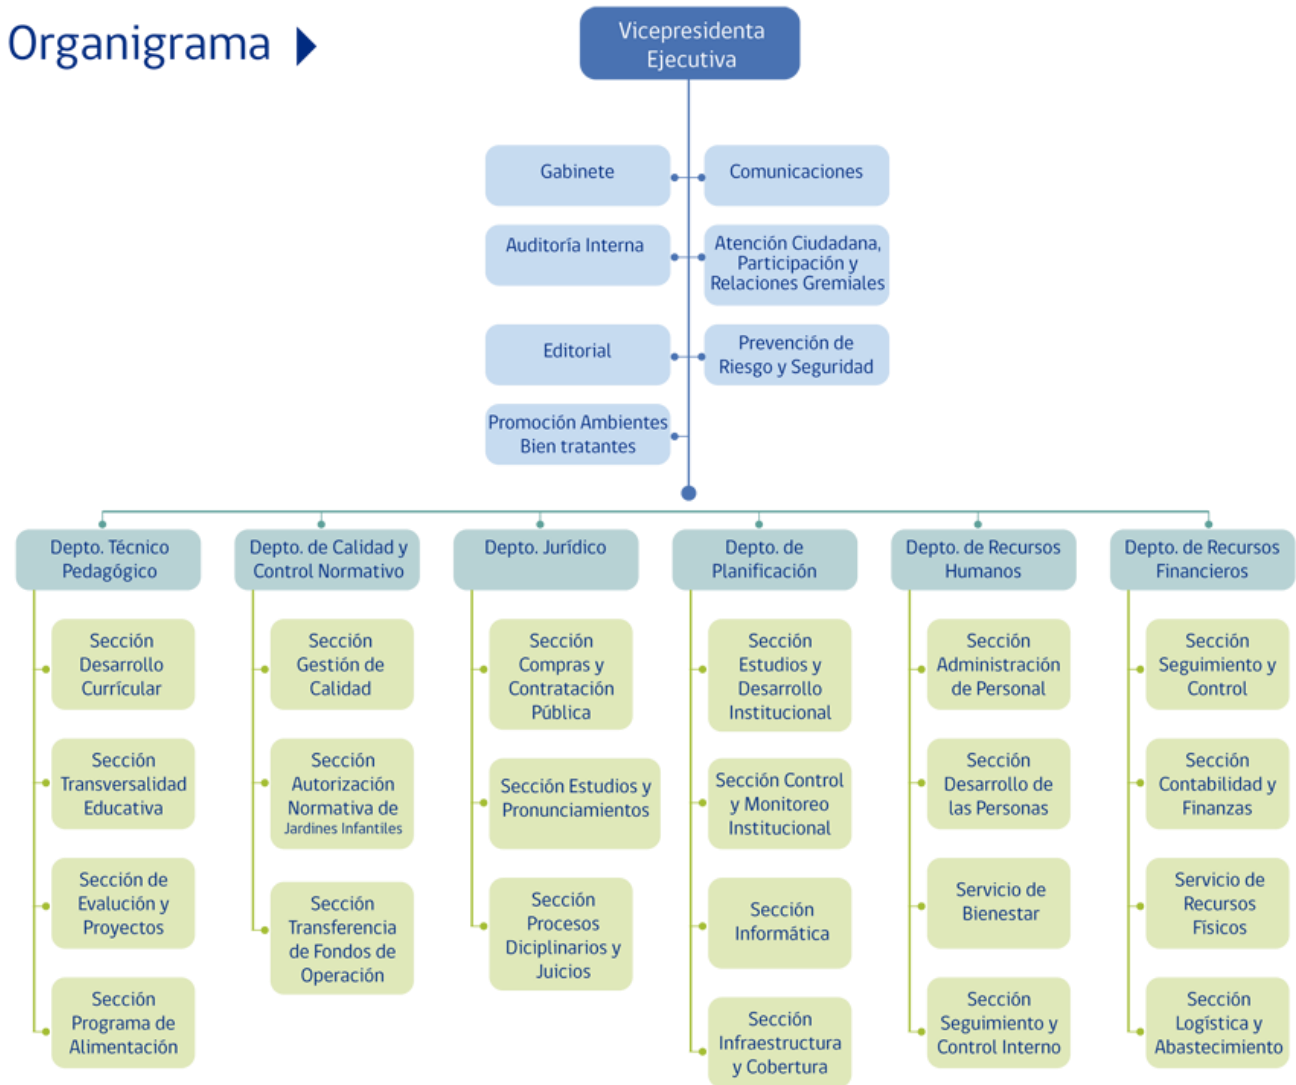 Organigrama
Vicepresidenta
Ejecutiva
Gabinete
Comunicaciones
Auditoría Interna
Atención Ciudadana,
Participación y
Relaciones Gremiales
Editorial
Prevención de
Riesgo y Seguridad
Promoción Ambientes
Bien tratantes
Depto. Técnico
Pedagógico
Depto. de Calidad y
Control Normativo
Depto. Jurídico
Depto. de
Planificación
Depto. de Recursos
Humanos
Depto. de Recursos
Financieros
Sección
Desarrollo
Currícular
Sección
Transversalidad
Educativa
Sección de
Evalución y
Proyectos
Sección
Programa de
Alimentación
Sección
Gestión de
Calidad
Sección
Autorización
Normativa de
Jardines Infantiles
Sección
Transferencia
de Fondos de
Operación
Sección
Compras y
Contratación
Pública
Sección Estudios y
Pronunciamientos
Sección
Procesos
Diciplinarios y
Juicios
Sección
Estudios y
Desarrollo
Institucional
Sección Control
y Monitoreo
Institucional
Sección
Informática
Sección
Infraestructura
y Cobertura
Sección
Administración
de Personal
Sección
Desarrollo de
las Personas
Servicio de
Bienestar
Sección
Seguimiento y
Control Interno
Sección
Seguimiento y
Control
Sección
Contabilidad y
Finanzas
Servicio de
Recursos
Físicos
Sección
Logística y
Abastecimiento